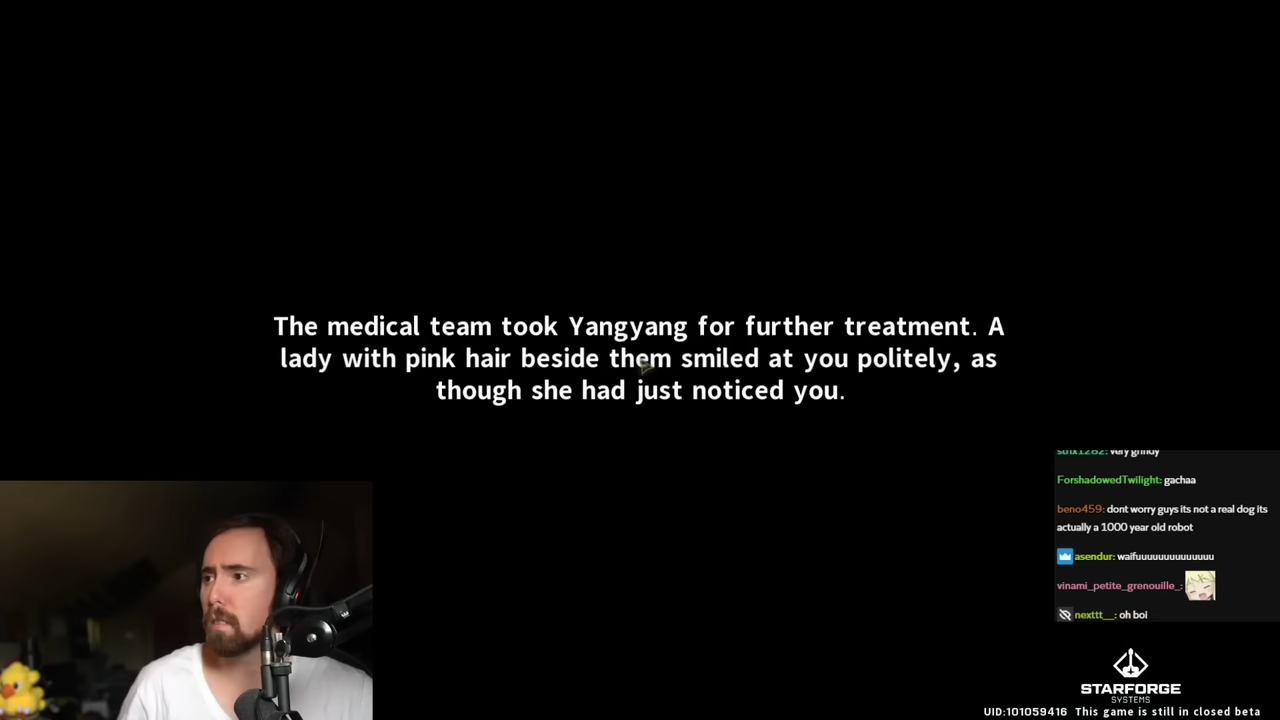 The medical team took Yangyang for further treatment. A
lady with pink hair beside them smiled at you politely, as
though she had just noticed you.
strix1282: very grindy
ForshadowedTwilight: gachaa
beno459: dont worry guys its not a real dog its
actually a 1000 year old robot
asendur: waifuuuuuuuuuuuuuu
vinami_petite_grenouille_:
nexttt__: oh boi
STARFORGE
SYSTEMS
UID:101059416 This game is still in closed beta